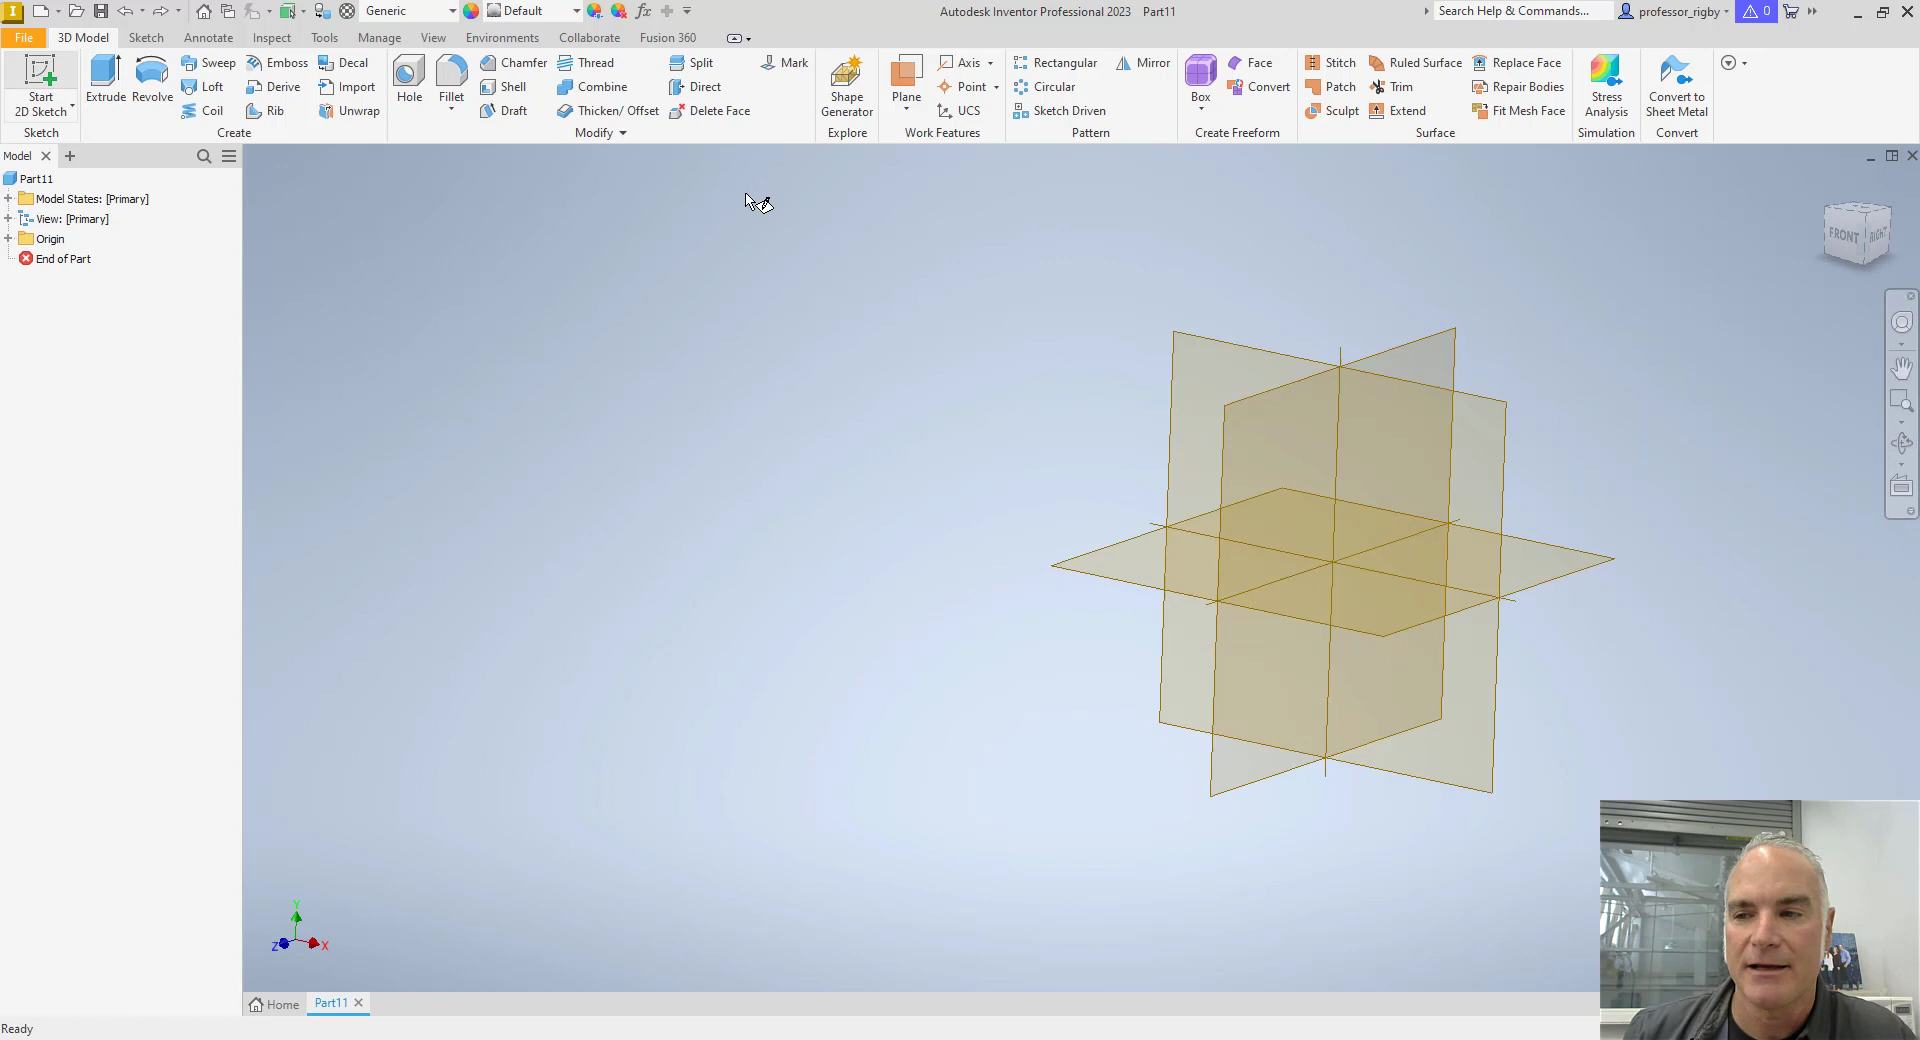 I Generic Default fx Autodesk Inventor Professional 2023 Part11 Search Help & Commands... professor_rigby 0
File 3D Model Sketch Annotate Inspect Tools Manage View Environments Collaborate Fusion 360
Start 2D Sketch
Sketch
Extrude Revolve
Sweep Emboss Decal
Loft Derive Import
Coil Rib Unwrap
Create
Hole Fillet
Chamfer Thread Split Mark
Shell Combine Direct
Draft Thicken/ Offset Delete Face
Modify
Shape Generator
Explore
Plane
Axis
Point
UCS
Work Features
Rectangular Mirror
Circular
Sketch Driven
Pattern
Box
Face
Convert
Create Freeform
Stitch Ruled Surface Replace Face
Patch Trim Repair Bodies
Sculpt Extend Fit Mesh Face
Surface
Stress Analysis
Simulation
Convert to Sheet Metal
Convert
Model
Part11
Model States: [Primary]
View: [Primary]
Origin
End of Part
FRONT RIGHT
Y
Z X
Home Part11
Ready